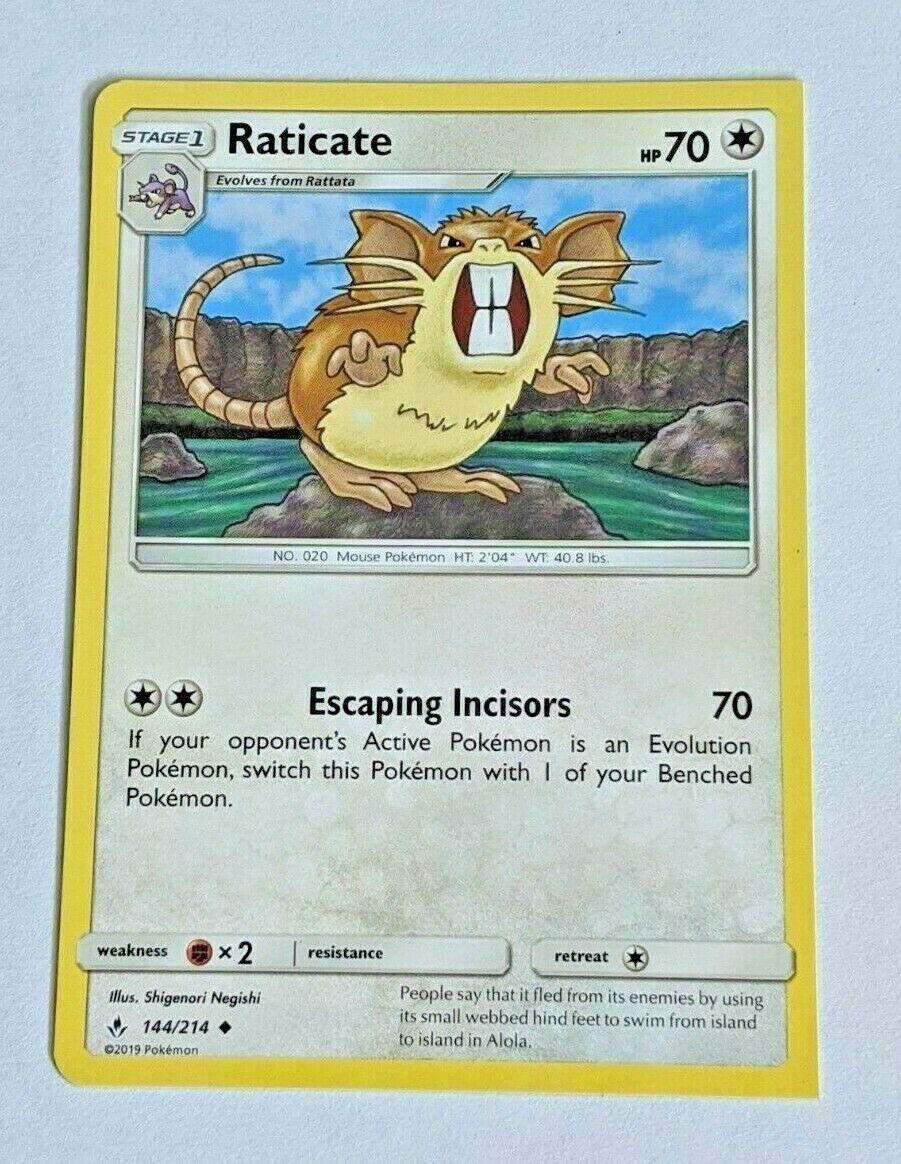 STAGE1 Raticate HP70
Evolves from Rattata
NO. 020 Mouse Pokémon HT: 2'04" WT: 40.8 lbs.
Escaping Incisors 70
If your opponent's Active Pokémon is an Evolution
Pokémon, switch this Pokémon with 1 of your Benched
Pokémon.
weakness ×2 resistance retreat
Illus. Shigenori Negishi
144/214
©2019 Pokémon
People say that it fled from its enemies by using
its small webbed hind feet to swim from island
to island in Alola.